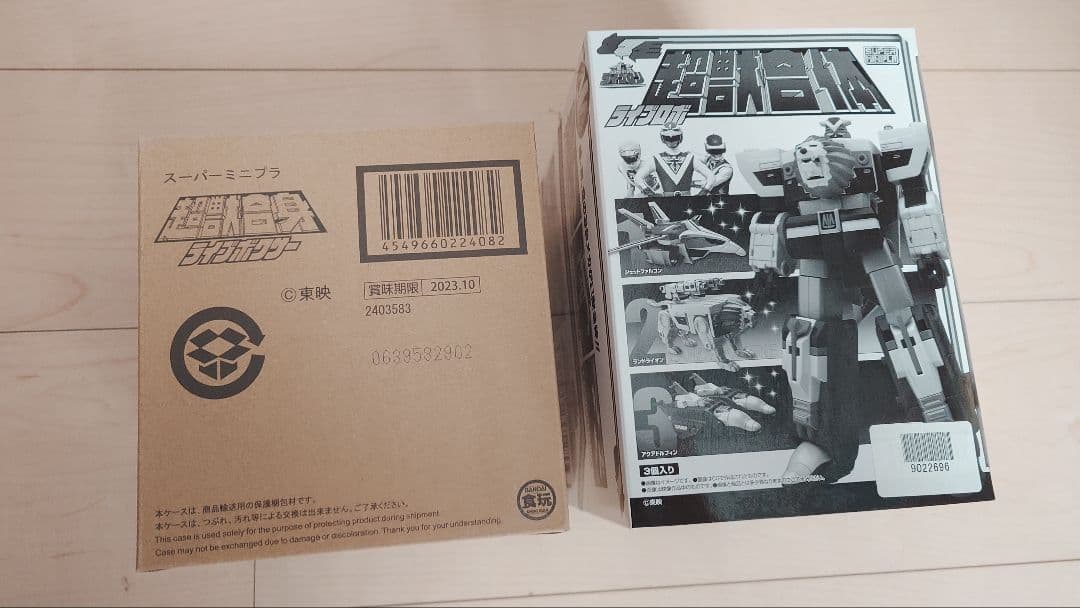 スーパーミニプラ
超獣合身
ライブボクサー
4549660224082
©東映
賞味期限 2023.10
2403583
0639532902
本ケースは、商品輸送用の保護梱包材です。
本ケースは、つぶれ、汚れ等による交換は出来ません。ご了承ください。
This case is used solely for the purpose of protecting product during shipment.
Case may not be exchanged due to damage or discoloration. Thank you for your understanding.
BANDAI
食玩
超獣合体
ライブロボ
SUPER
MINIPLA
ジェットファルコン
2
ランドライオン
3
アクアドルフィン
3個入り
©東映
9022696